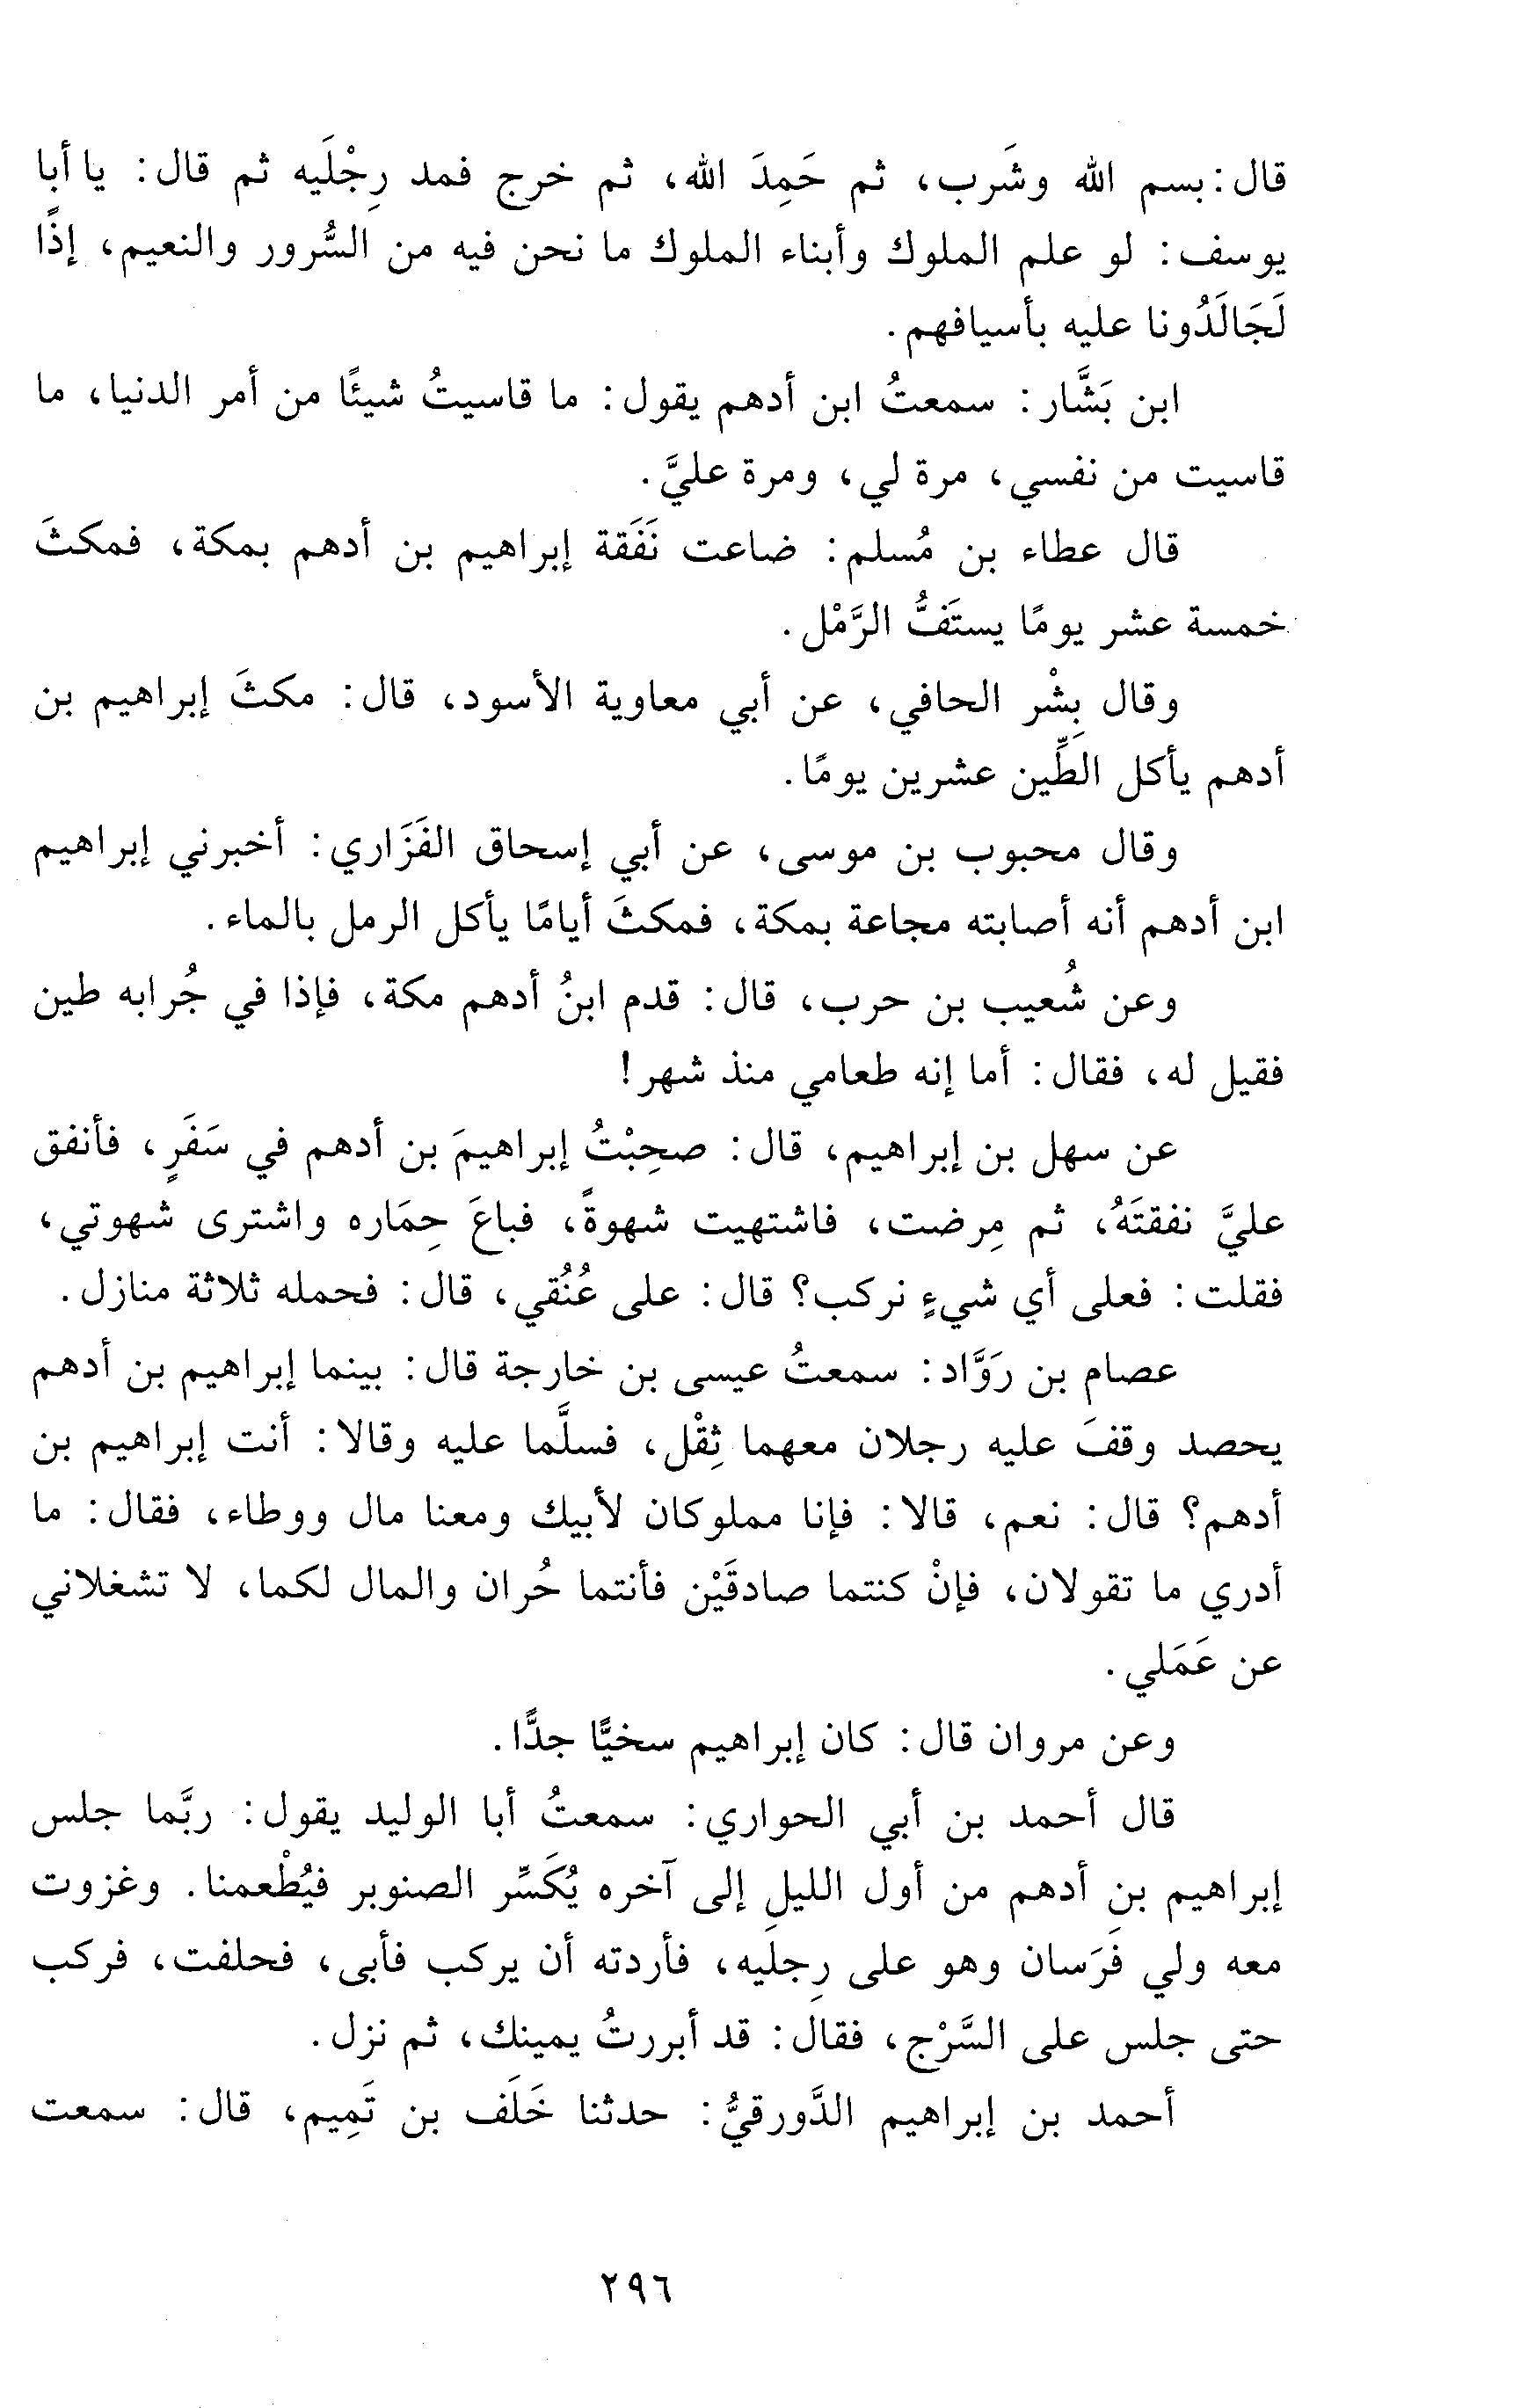 قال: بسم الله وشَرب، ثم حَمِدَ الله، ثم خرج فمد رِجْلَيه ثم قال: يا أبا
يوسف: لو علم الملوك وأبناء الملوك ما نحن فيه من السُّرور والنعيم، إذًا
لَجَالَدُونا عليه بأسيافهم.
ابن بَشَّار: سمعتُ ابن أدهم يقول: ما قاسيتُ شيئًا من أمر الدنيا، ما
قاسيت من نفسي، مرة لي، ومرة عليَّ.
قال عطاء بن مُسلم: ضاعت نَفَقة إبراهيم بن أدهم بمكة، فمكثَ
خمسة عشر يومًا يستَفُّ الرَّمْل.
وقال بِشْر الحافي، عن أبي معاوية الأسود، قال: مكثَ إبراهيم بن
أدهم يأكل الطِّين عشرين يومًا.
وقال محبوب بن موسى، عن أبي إسحاق الفَزَاري: أخبرني إبراهيم
ابن أدهم أنه أصابته مجاعة بمكة، فمكثَ أيامًا يأكل الرمل بالماء.
وعن شُعيب بن حرب، قال: قدم ابنُ أدهم مكة، فإذا في جُرابه طين
فقيل له، فقال: أما إنه طعامي منذ شهر!
عن سهل بن إبراهيم، قال: صحِبْتُ إبراهيمَ بن أدهم في سَفَرٍ، فأنفق
عليَّ نفقتَهُ، ثم مِرضت، فاشتهيت شهوةً، فباعَ حِمَاره واشترى شهوتي،
فقلت: فعلى أي شيءٍ نركب؟ قال: على عُنُقي، قال: فحمله ثلاثة منازل.
عصام بن رَوَّاد: سمعتُ عيسى بن خارجة قال: بينما إبراهيم بن أدهم
يحصد وقفَ عليه رجلان معهما ثِقْل، فسلَّما عليه وقالا: أنت إبراهيم بن
أدهم؟ قال: نعم، قالا: فإنا مملوكان لأبيك ومعنا مال ووطاء، فقال: ما
أدري ما تقولان، فإنْ كنتما صادقَيْن فأنتما حُران والمال لكما، لا تشغلاني
عن عَمَلي.
وعن مروان قال: كان إبراهيم سخيًّا جدًّا.
قال أحمد بن أبي الحواري: سمعتُ أبا الوليد يقول: ربَّما جلس
إبراهيم بن أدهم من أول الليل إلى آخره يُكَسِّر الصنوبر فيُطْعمنا. وغزوت
معه ولي فَرَسان وهو على رِجلَيه، فأردته أن يركب فأبى، فحلفت، فركب
حتى جلس على السَّرْج، فقال: قد أبررتُ يمينك، ثم نزل.
أحمد بن إبراهيم الدَّورقيُّ: حدثنا خَلَف بن تَمِيم، قال: سمعت
٢٩٦